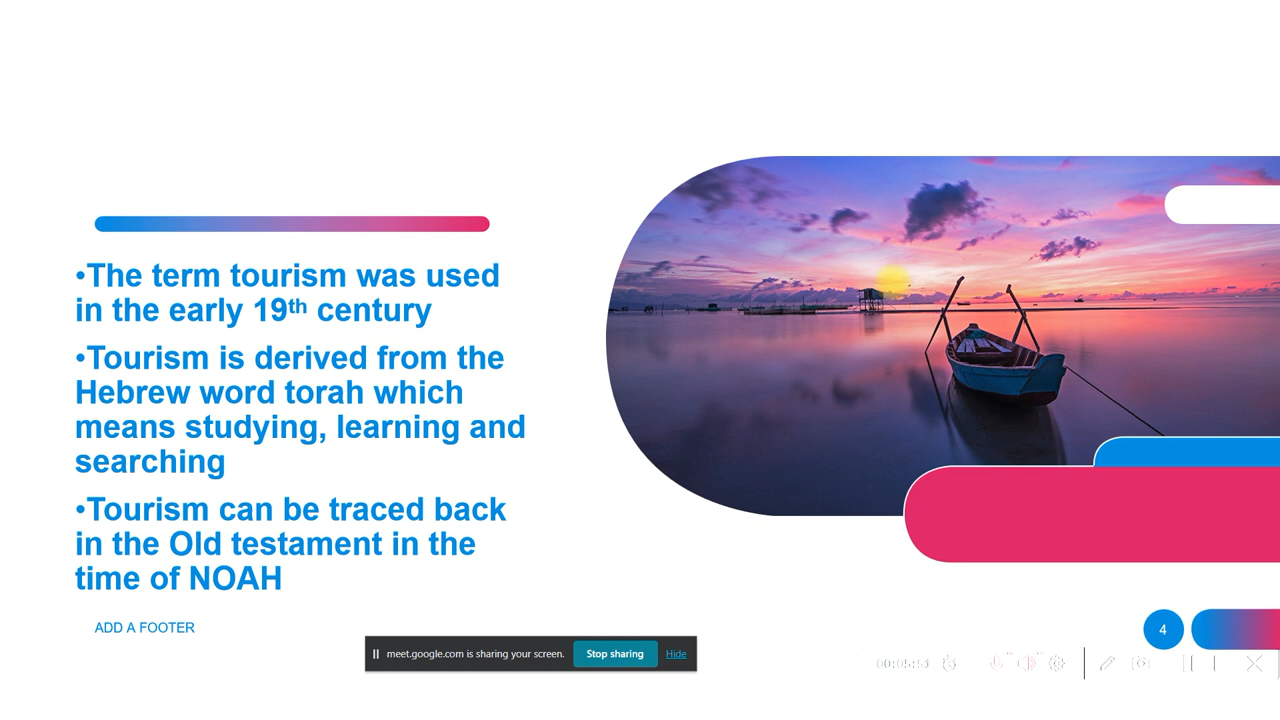 •The term tourism was used
in the early 19th century
•Tourism is derived from the
Hebrew word torah which
means studying, learning and
searching
•Tourism can be traced back
in the Old testament in the
time of NOAH
ADD A FOOTER
4
meet.google.com is sharing your screen.
Stop sharing
Hide